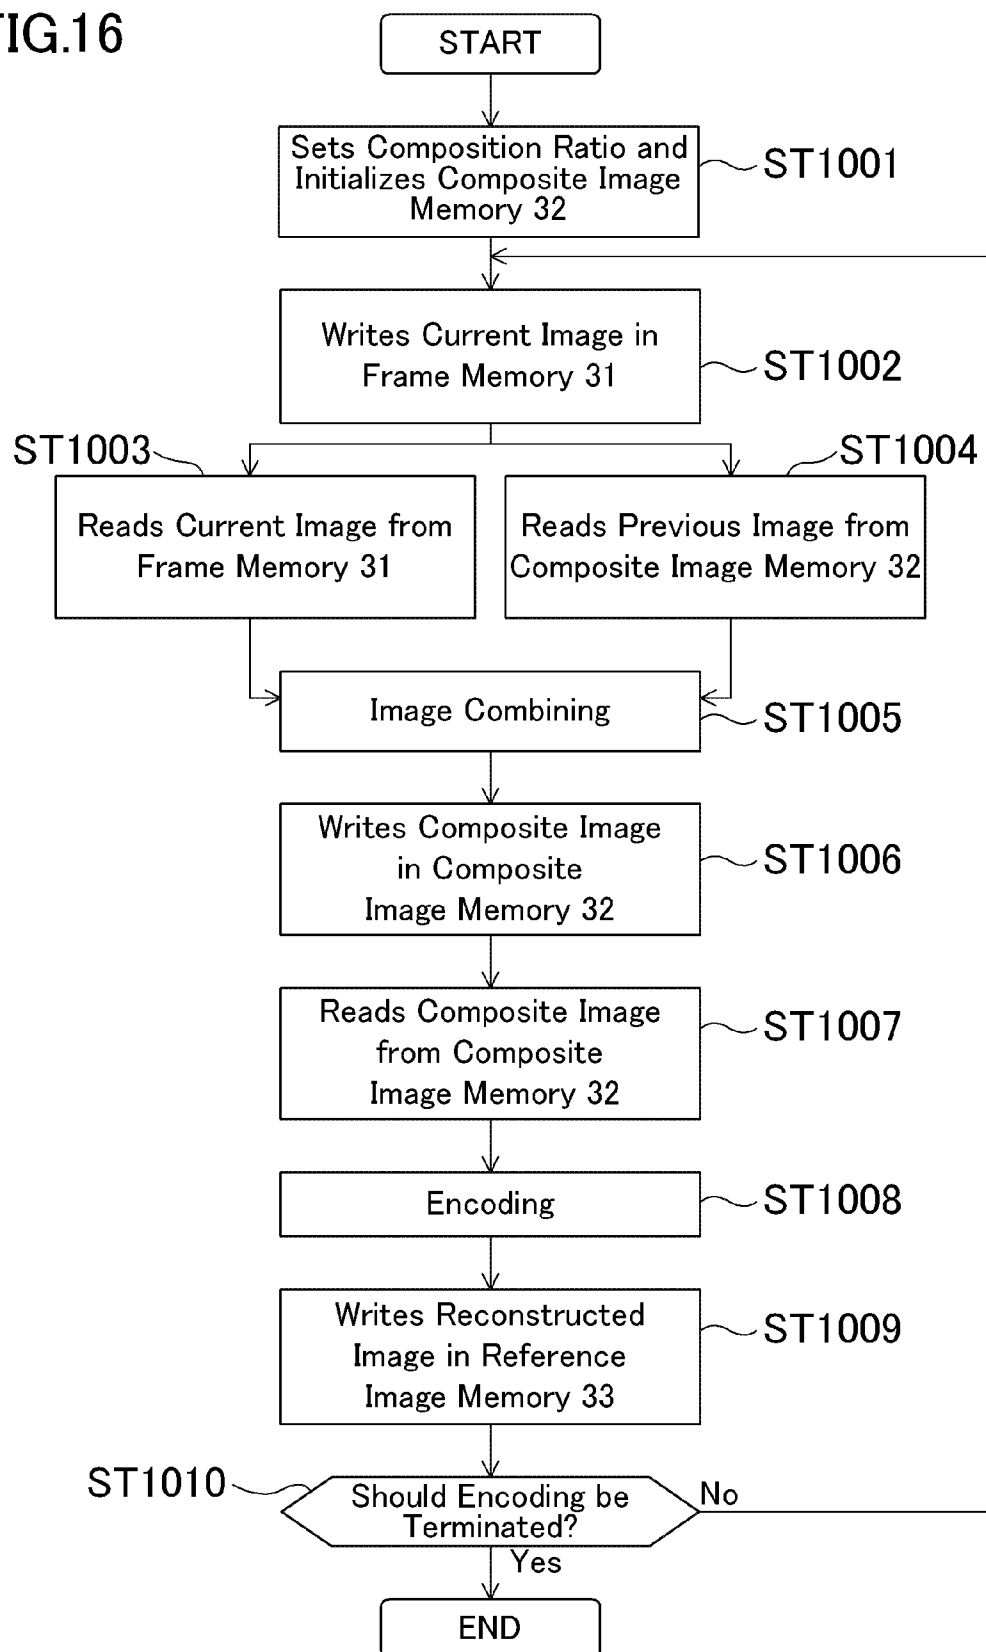 FIG.16
START
Sets Composition Ratio and
Initializes Composite Image
Memory 32
ST1001
Writes Current Image in
Frame Memory 31
ST1002
ST1003
ST1004
Reads Current Image from
Frame Memory 31
Reads Previous Image from
Composite Image Memory 32
Image Combining
ST1005
Writes Composite Image
in Composite
Image Memory 32
ST1006
Reads Composite Image
from Composite
Image Memory 32
ST1007
Encoding
ST1008
Writes Reconstructed
Image in Reference
Image Memory 33
ST1009
ST1010
Should Encoding be
Terminated?
No
Yes
END